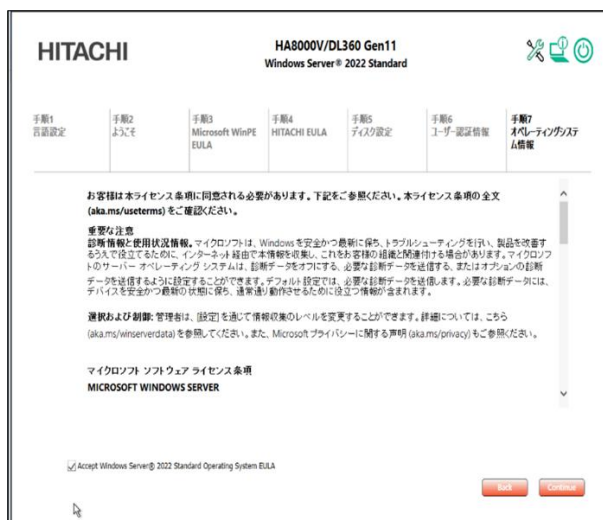 HITACHI
HA8000V/DL360 Gen11
Windows Server® 2022 Standard
手順1
言語設定
手順2
ようこそ
手順3
Microsoft WinPE
EULA
手順4
HITACHI EULA
手順5
ディスク設定
手順6
ユーザー認証情報
手順7
オペレーティングシステ
ム情報
お客様は本ライセンス条項に同意される必要があります。下記をご参照ください。本ライセンス条項の全文
(aka.ms/useterms) をご確認ください。
重要な注意
診断情報と使用状況情報。マイクロソフトは、Windows を安全かつ最新に保ち、トラブルシューティングを行い、製品を改善す
るうえで役立てるために、インターネット経由で本情報を収集し、これをお客様の組織と関連付ける場合があります。マイクロソフ
トのサーバー オペレーティング システムは、診断データをオフにする、必要な診断データを送信する、またはオプションの診断
データを送信するように設定することができます。デフォルト設定では、必要な診断データを送信します。必要な診断データには、
デバイスを安全かつ最新の状態に保ち、通常通り動作させるために役立つ情報が含まれます。
選択および制御: 管理者は、[設定] を通じて情報収集のレベルを変更することができます。詳細については、こちら
(aka.ms/winserverdata) を参照してください。また、Microsoft プライバシーに関する声明 (aka.ms/privacy) もご参照ください。
マイクロソフト ソフトウェア ライセンス条項
MICROSOFT WINDOWS SERVER
Accept Windows Server® 2022 Standard Operating System EULA
Back
Continue